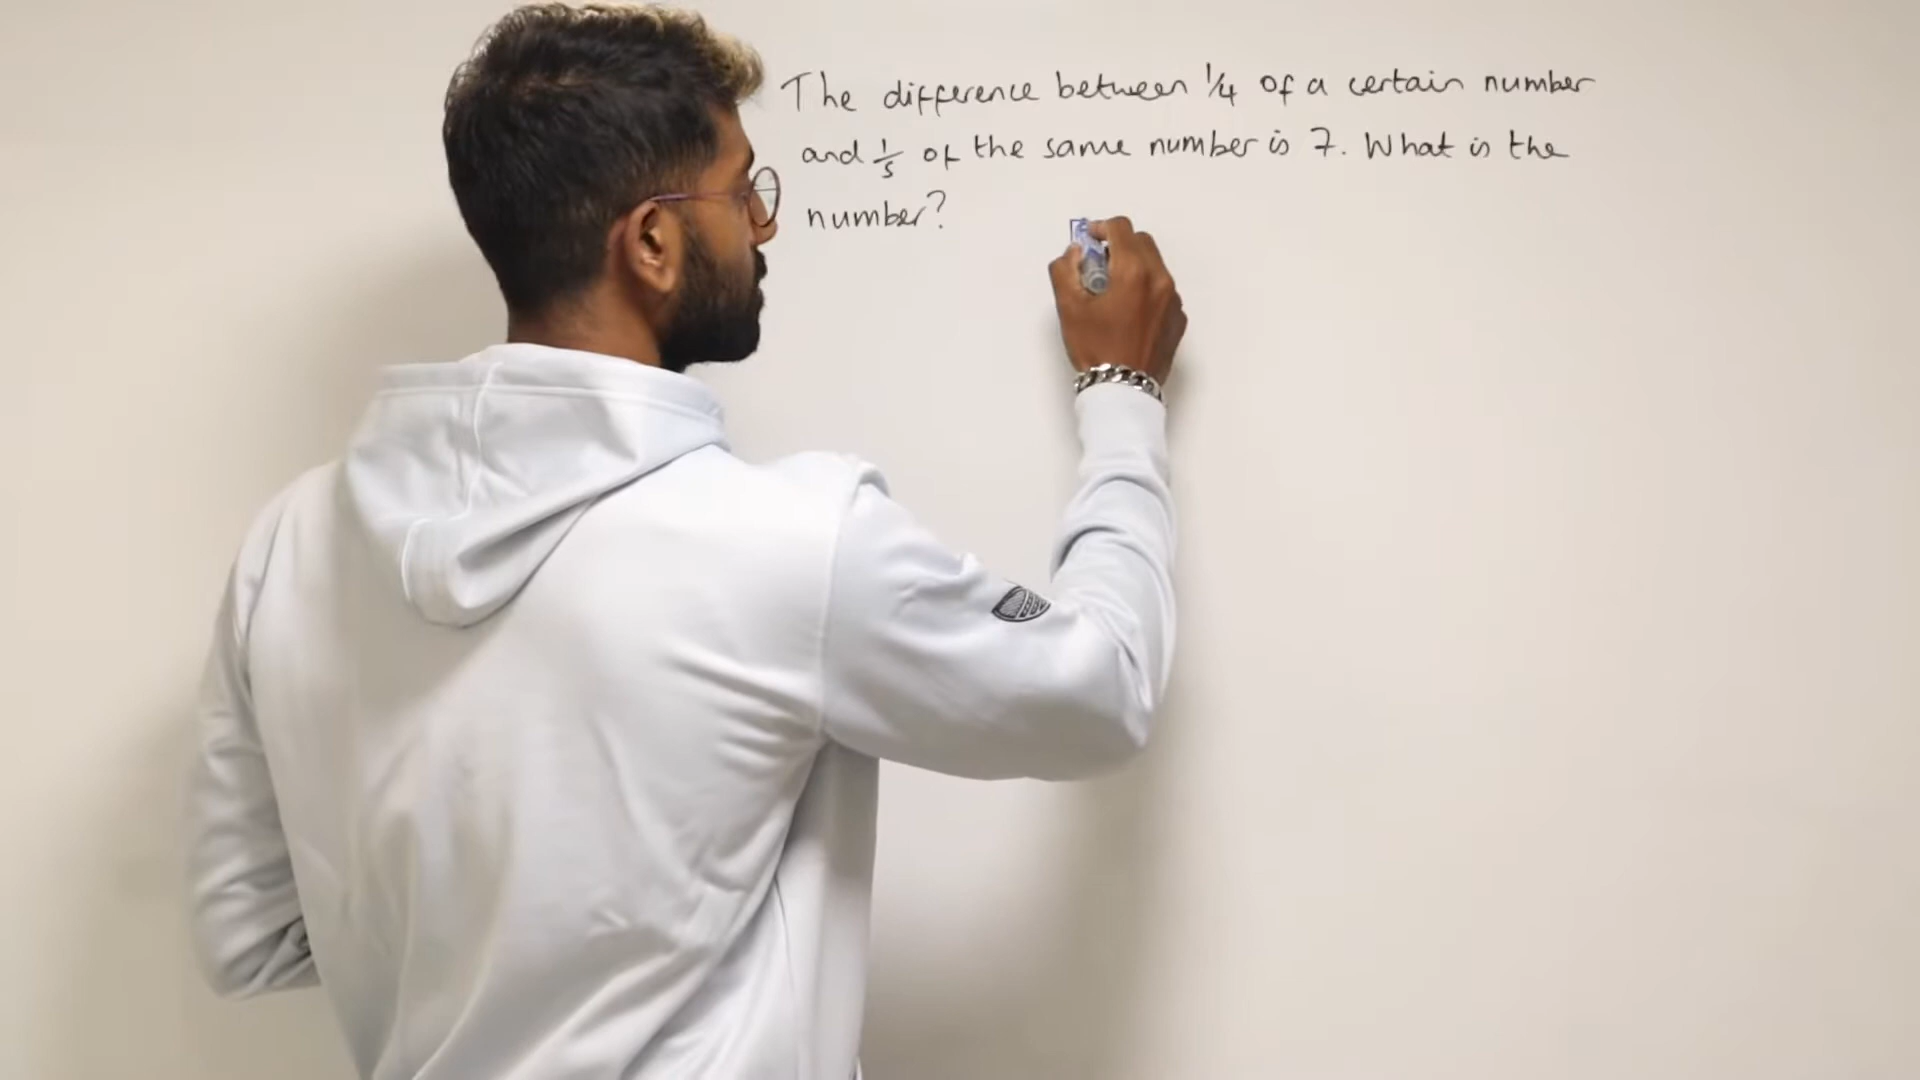 The difference between 1/4 of a certain number
and 1/5 of the same number is 7. What is the
number?